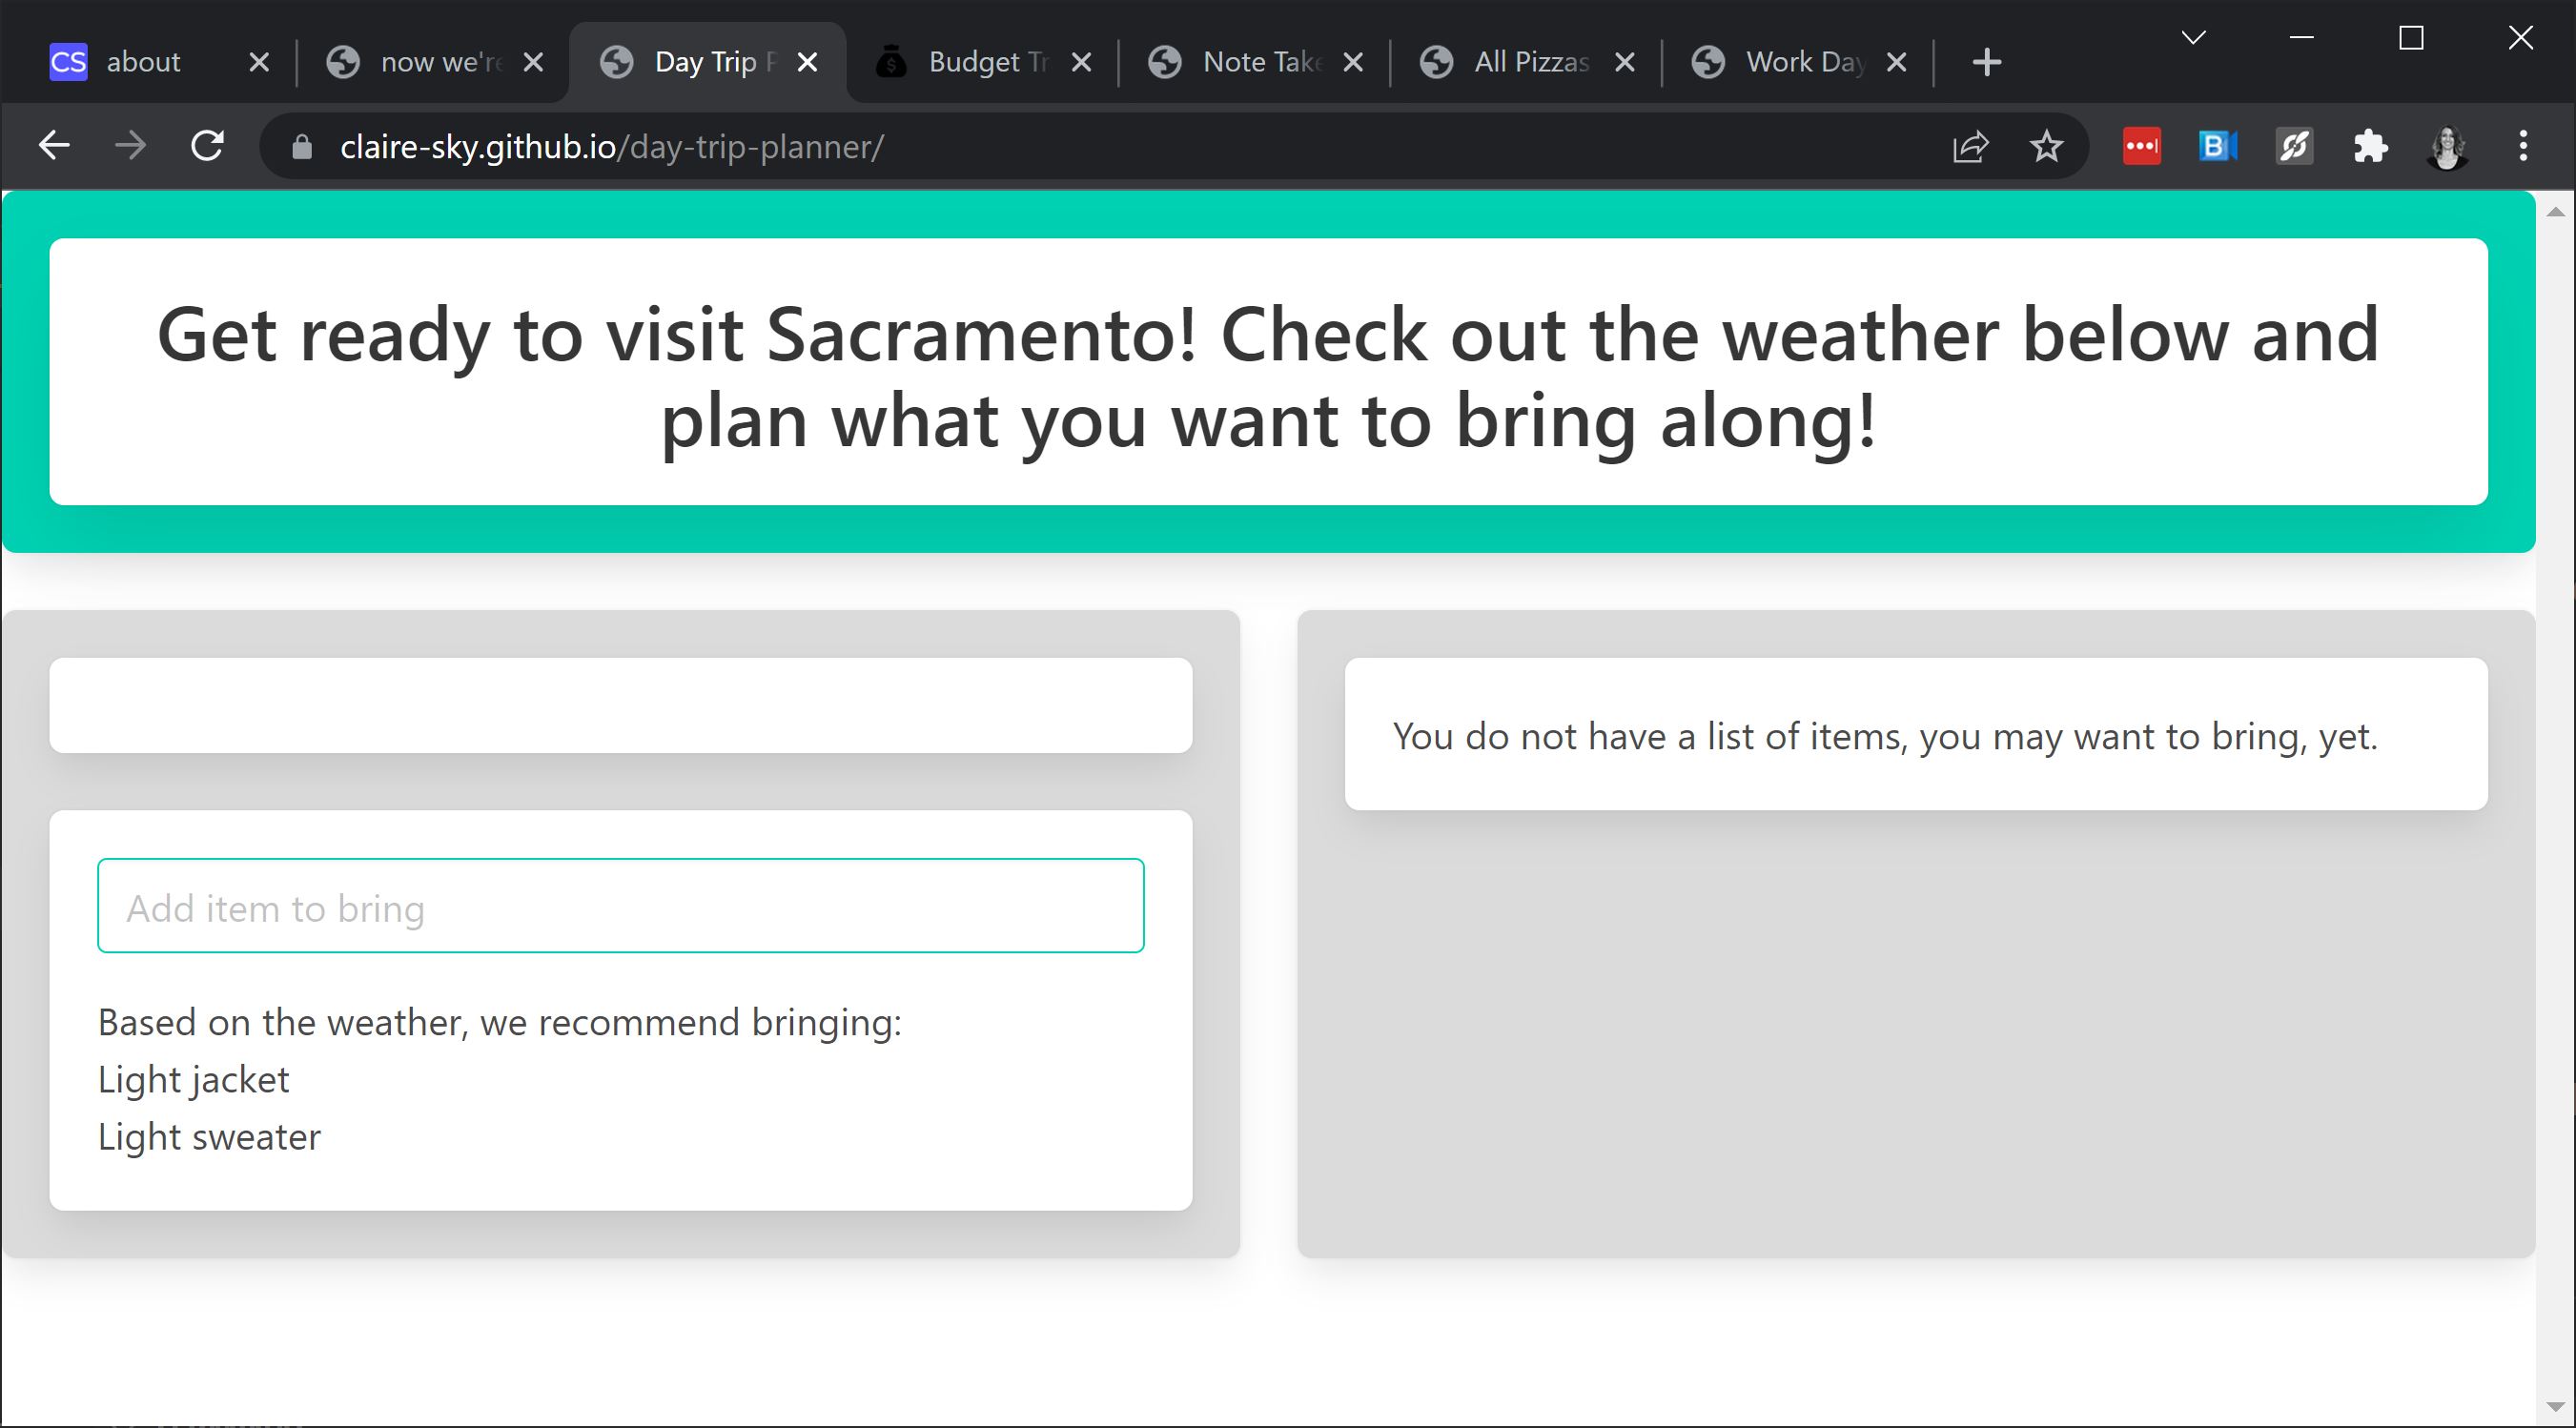 CS about
now we're
Day Trip P
Budget Tr
Note Take
All Pizzas
Work Day
claire-sky.github.io/day-trip-planner/
B
Get ready to visit Sacramento! Check out the weather below and
plan what you want to bring along!
You do not have a list of items, you may want to bring, yet.
Add item to bring
Based on the weather, we recommend bringing:
Light jacket
Light sweater